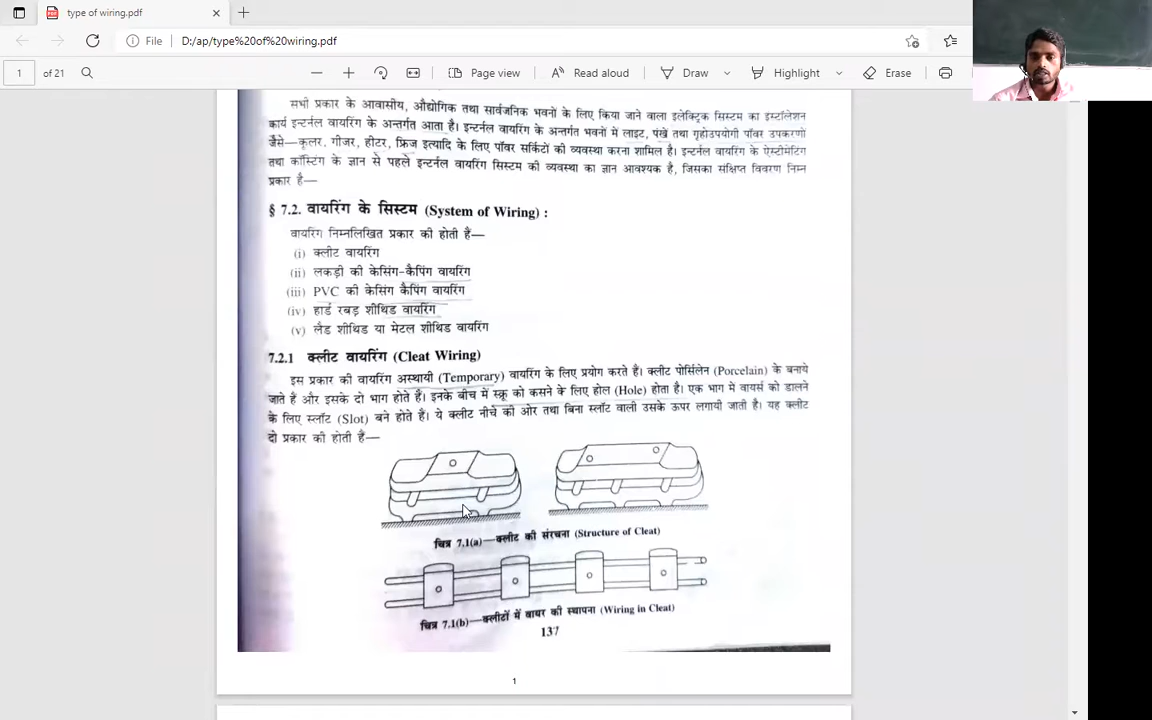 type of wiring
File D:/ap/type%20of%20wiring.pdf
1 of 21 Page view Read aloud Draw Highlight Erase
सभी प्रकार के आवासीय, औद्योगिक तथा सार्वजनिक भवनों के लिए किया जाने वाला इलेक्ट्रिक सिस्टम का इंस्टॉलेशन
कार्य इन्टर्नल वायरिंग के अन्तर्गत आता है। इन्टर्नल वायरिंग के अन्तर्गत भवनों में लाइट, पंखे तथा गृहोउपयोगी पॉवर उपकरणों
जैसे—कूलर, गीजर, हीटर, फ्रिज इत्यादि के लिए पॉवर सर्किटों की व्यवस्था करना शामिल है। इन्टर्नल वायरिंग के ऐस्टीमेटिंग
तथा कॉस्टिंग के ज्ञान से पहले इन्टर्नल वायरिंग सिस्टम की व्यवस्था का ज्ञान आवश्यक है, जिसका संक्षिप्त विवरण निम्न
प्रकार है—
§ 7.2. वायरिंग के सिस्टम (System of Wiring) :
वायरिंग निम्नलिखित प्रकार की होती हैं—
(i) क्लीट वायरिंग
(ii) लकड़ी की केसिंग-कैपिंग वायरिंग
(iii) PVC की केसिंग कैपिंग वायरिंग
(iv) हार्ड रबड़ शीथिड वायरिंग
(v) लैड शीथिड या मेटल शीथिड वायरिंग
7.2.1 क्लीट वायरिंग (Cleat Wiring)
इस प्रकार की वायरिंग अस्थायी (Temporary) वायरिंग के लिए प्रयोग करते हैं। क्लीट पोर्सिलेन (Porcelain) के बनाये
जाते हैं और इसके दो भाग होते हैं। इनके बीच में स्क्रू को कसने के लिए होल (Hole) होता है। एक भाग में वायर्स को डालने
के लिए स्लॉट (Slot) बने होते हैं। ये क्लीट नीचे की ओर तथा बिना स्लॉट वाली उसके ऊपर लगायी जाती है। यह क्लीट
दो प्रकार की होती हैं—
चित्र 7.1(a)—क्लीट की संरचना (Structure of Cleat)
चित्र 7.1(b)—क्लीटों में वायर की स्थापना (Wiring in Cleat)
137
1